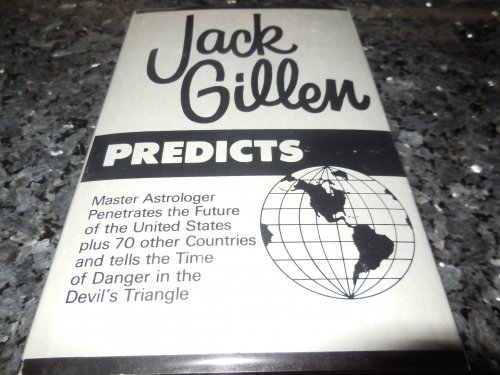 Jack
Gillen
PREDICTS
Master Astrologer
Penetrates the Future
of the United States
plus 70 other Countries
and tells the Time
of Danger in the
Devil's Triangle